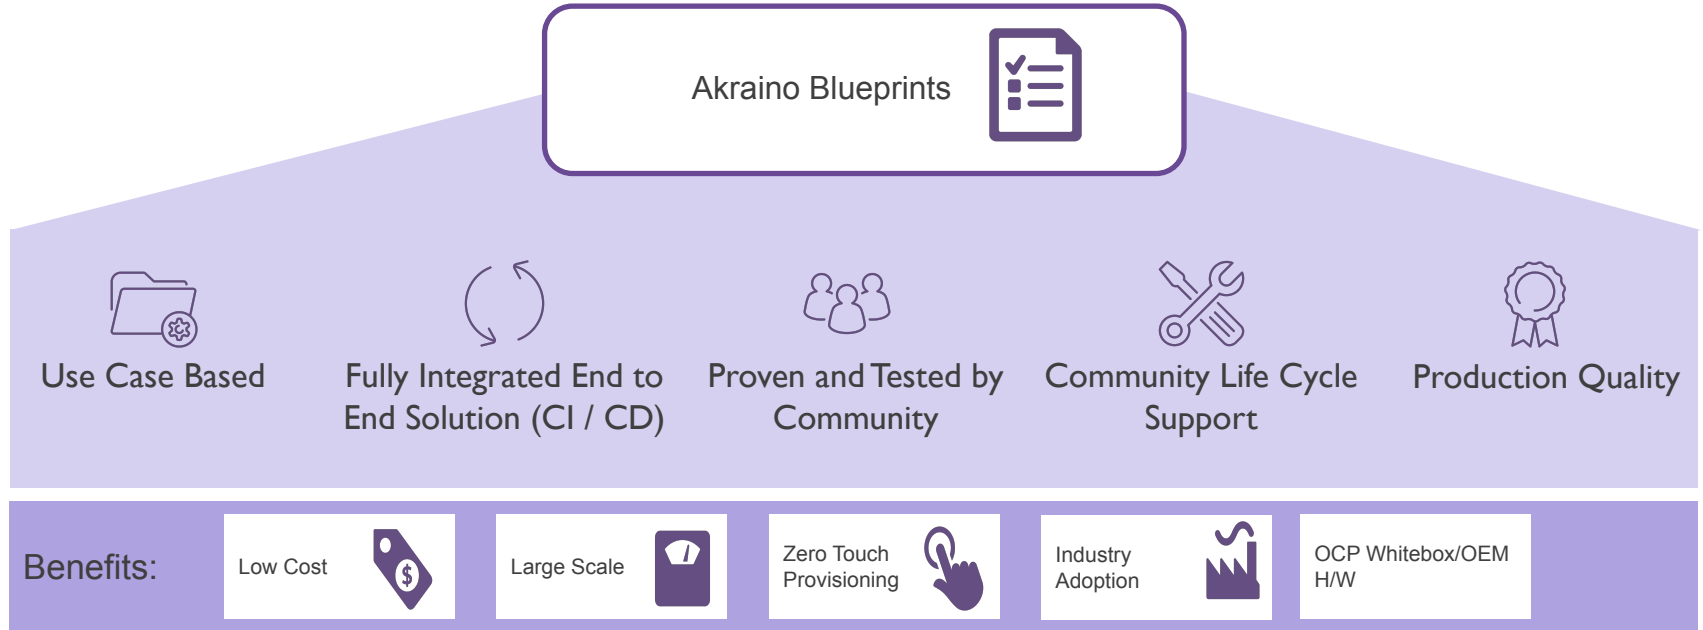 Akraino Blueprints
Use Case Based
Fully Integrated End to
End Solution (CI / CD)
Proven and Tested by
Community
Community Life Cycle
Support
Production Quality
Benefits:
Low Cost
$
Large Scale
Zero Touch
Provisioning
Industry
Adoption
OCP Whitebox/OEM
H/W